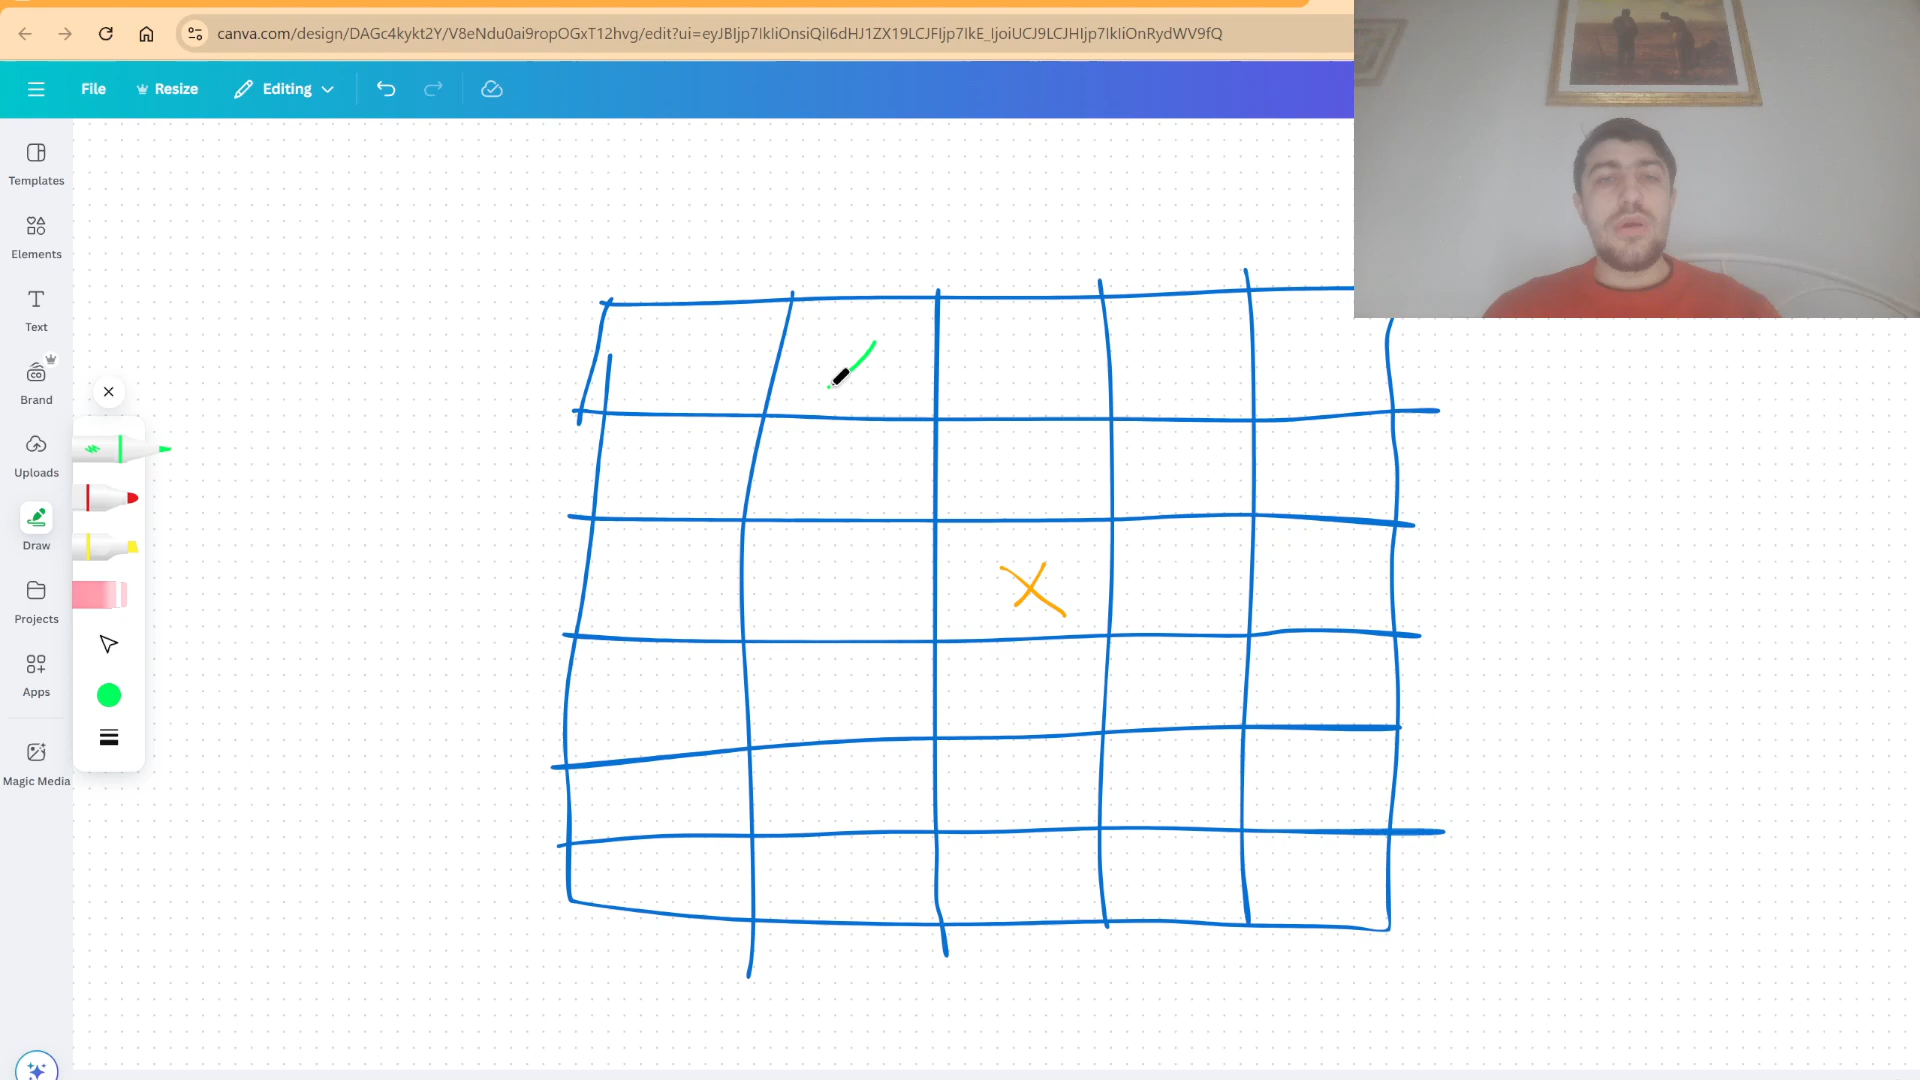 canva.com/design/DAGc4kykt2Y/V8eNdu0ai9ropOGxT12hvg/edit?ui=eyJBIjp7IkIiOnsiQiI6dHJ1ZX19LCJFIjp7IkE_IjoiUCJ9LCJHIjp7IkIiOnRydWV9fQ
File
Resize
Editing
Templates
Elements
Text
Brand
Uploads
Draw
Projects
Apps
Magic Media